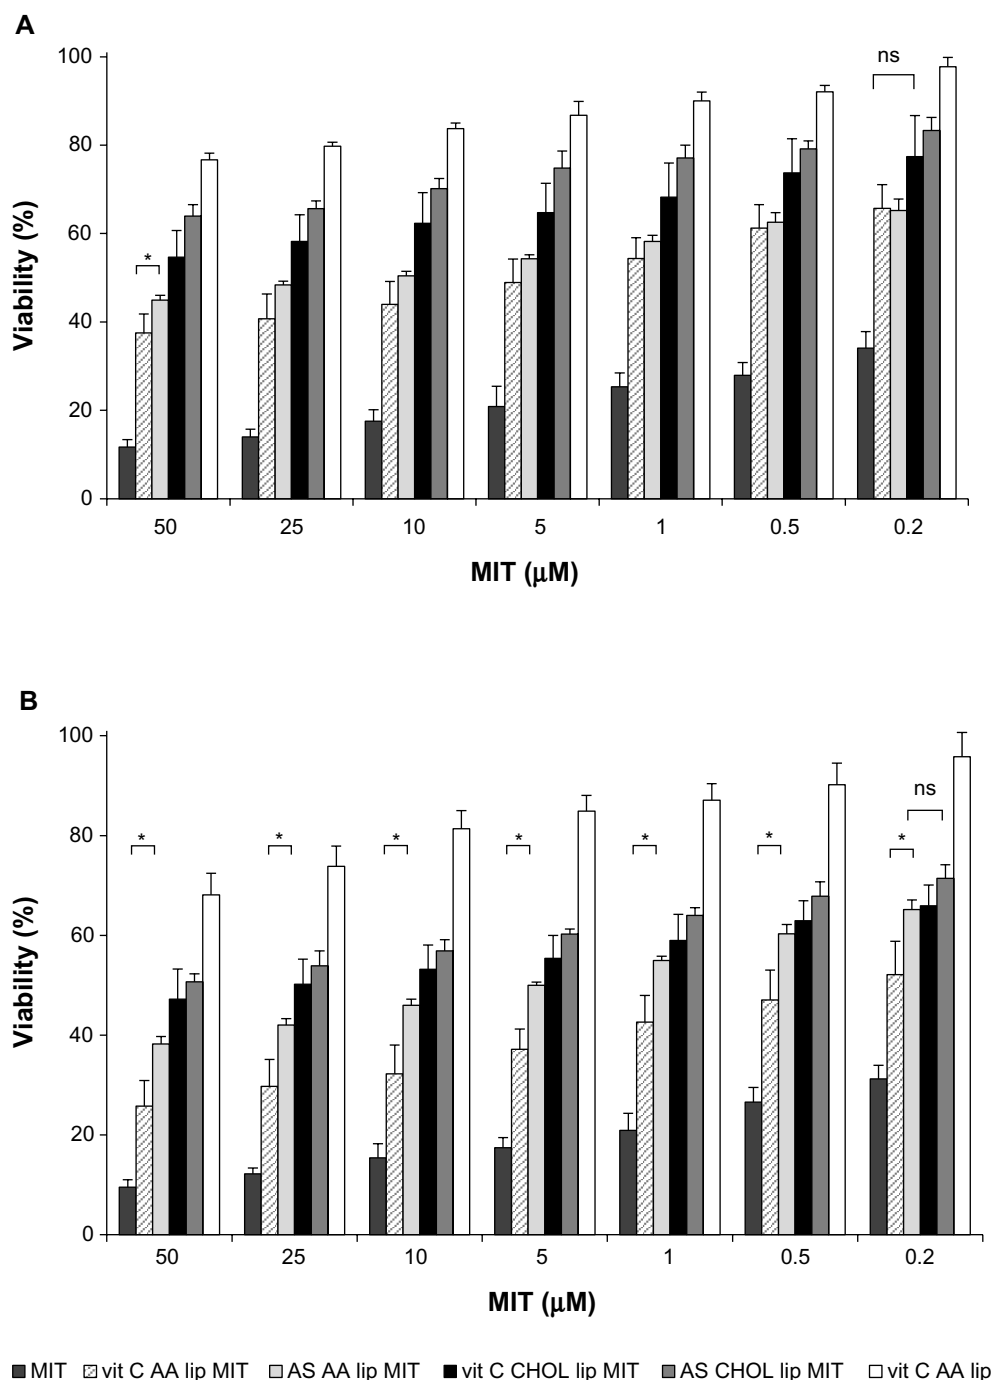 A
100
80
60
40
20
0
Viability (%)
*
ns
50 25 10 5 1 0.5 0.2
MIT (μM)
B
100
80
60
40
20
0
Viability (%)
* * * * * * * ns
50 25 10 5 1 0.5 0.2
MIT (μM)
MIT vit C AA lip MIT AS AA lip MIT vit C CHOL lip MIT AS CHOL lip MIT vit C AA lip